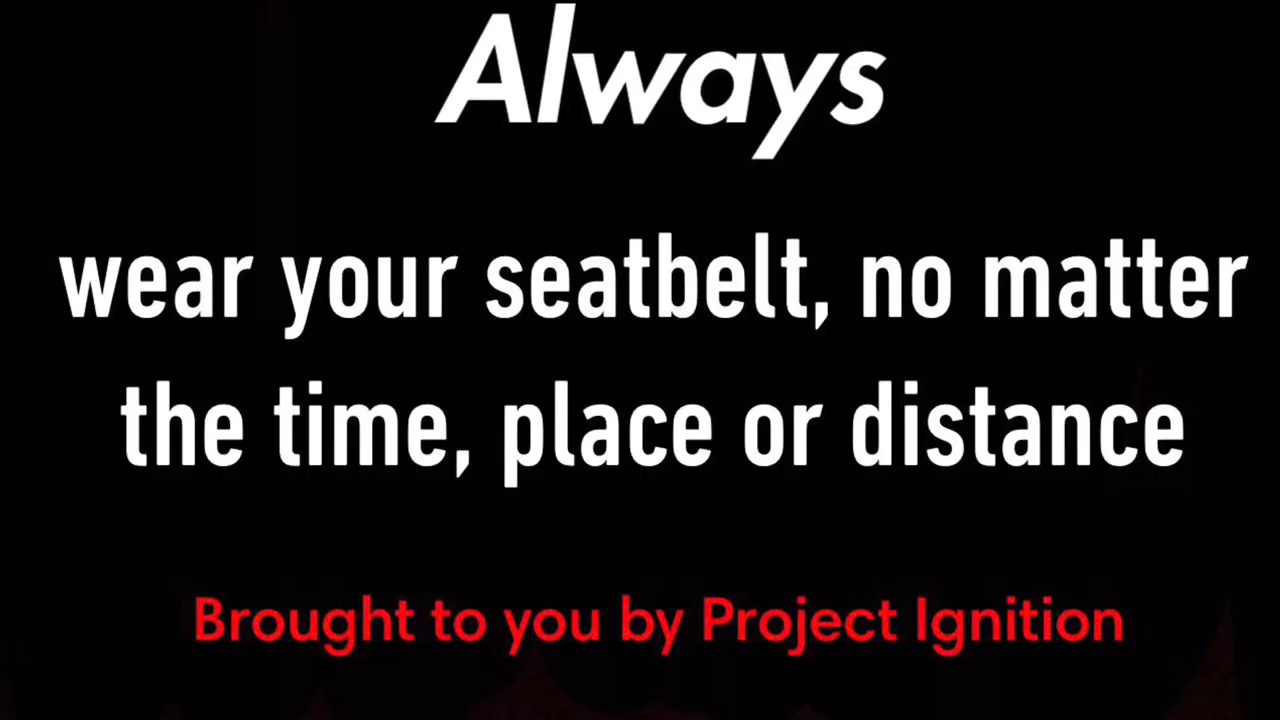 Always
wear your seatbelt, no matter
the time, place or distance
Brought to you by Project Ignition